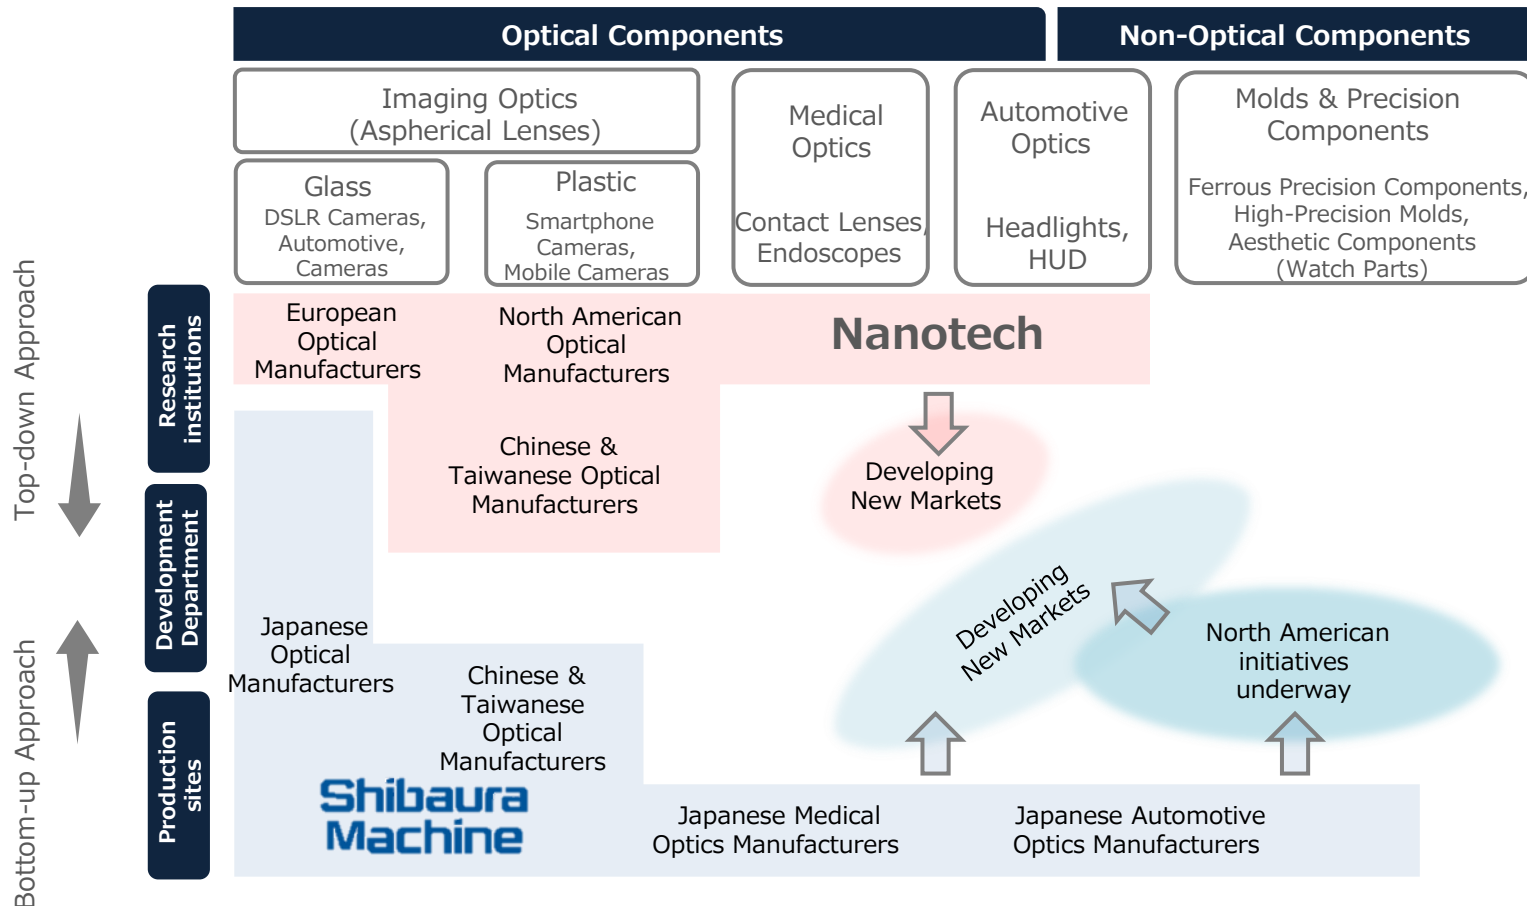 Optical Components
Non-Optical Components
Imaging Optics
(Aspherical Lenses)
Glass
DSLR Cameras,
Automotive,
Cameras
Plastic
Smartphone
Cameras,
Mobile Cameras
Medical
Optics
Contact Lenses,
Endoscopes
Automotive
Optics
Headlights,
HUD
Molds & Precision
Components
Ferrous Precision Components,
High-Precision Molds,
Aesthetic Components
(Watch Parts)
Top-down Approach
Bottom-up Approach
Research
institutions
Development
Department
Production
sites
European
Optical
Manufacturers
North American
Optical
Manufacturers
Nanotech
Chinese &
Taiwanese Optical
Manufacturers
Developing
New Markets
Developing
New Markets
North American
initiatives
underway
Japanese
Optical
Manufacturers
Chinese &
Taiwanese
Optical
Manufacturers
Shibaura
Machine
Japanese Medical
Optics Manufacturers
Japanese Automotive
Optics Manufacturers